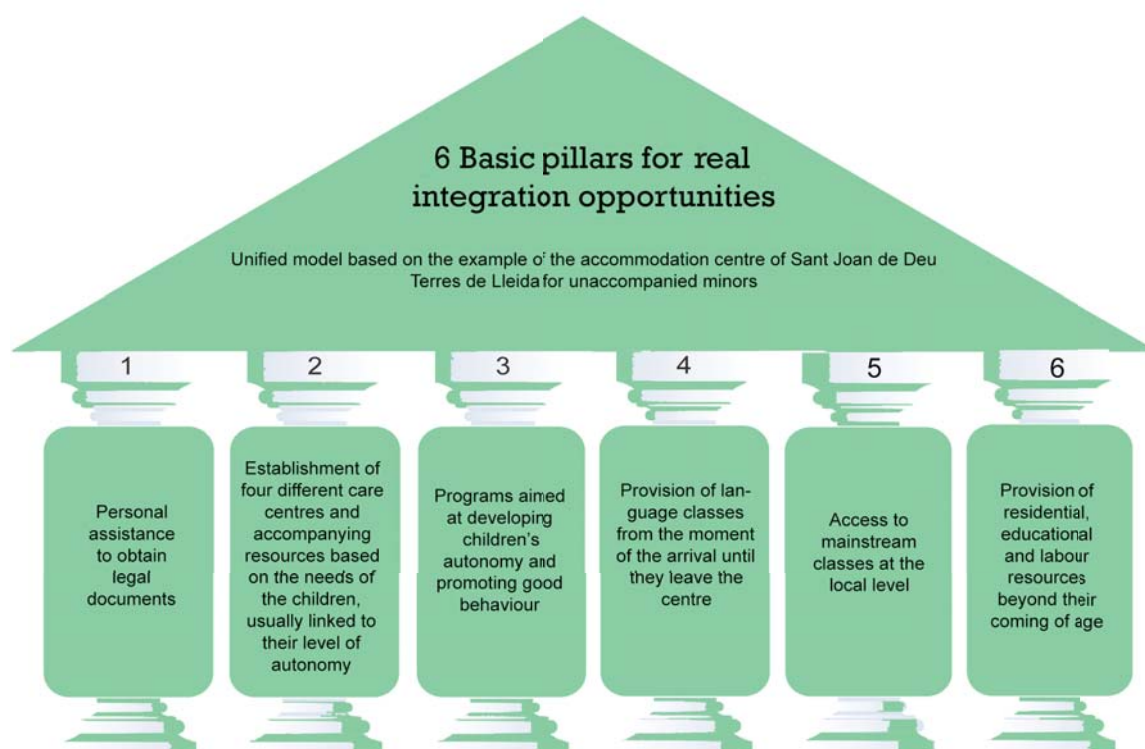 6 Basic pillars for real
integration opportunities
Unified model based on the example of the accommodation centre of Sant Joan de Deu
Terres de Lleida for unaccompanied minors
1
2
3
4
5
6
Personal
assistance
to obtain
legal
documents
Establishment of
four different care
centres and
accompanying
resources based
on the needs of
the children,
usually linked to
their level of
autonomy
Programs aimed
at developing
children's
autonomy and
promoting good
behaviour
Provision of lan-
guage classes
from the moment
of the arrival until
they leave the
centre
Access to
mainstream
classes at the
local level
Provision of
residential,
educational
and labour
resources
beyond their
coming of age